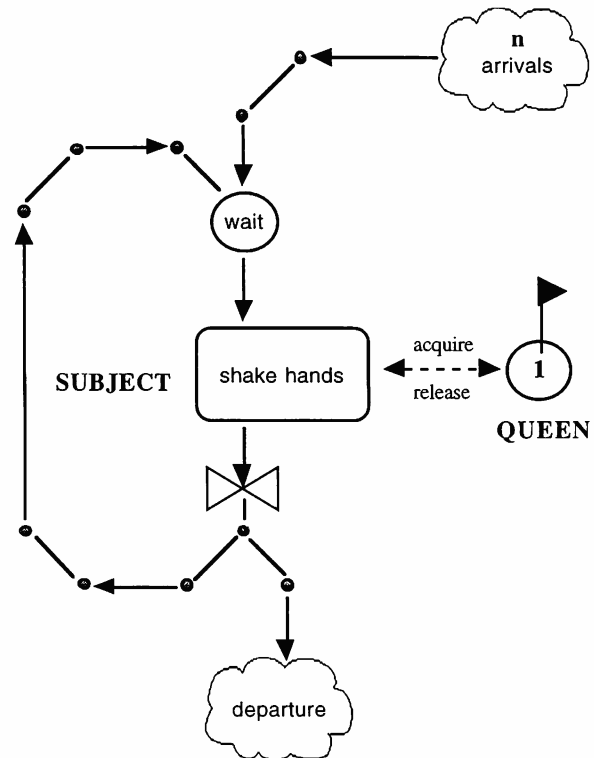 n
arrivals
wait
acquire
1
shake hands
SUBJECT
release
QUEEN
departure